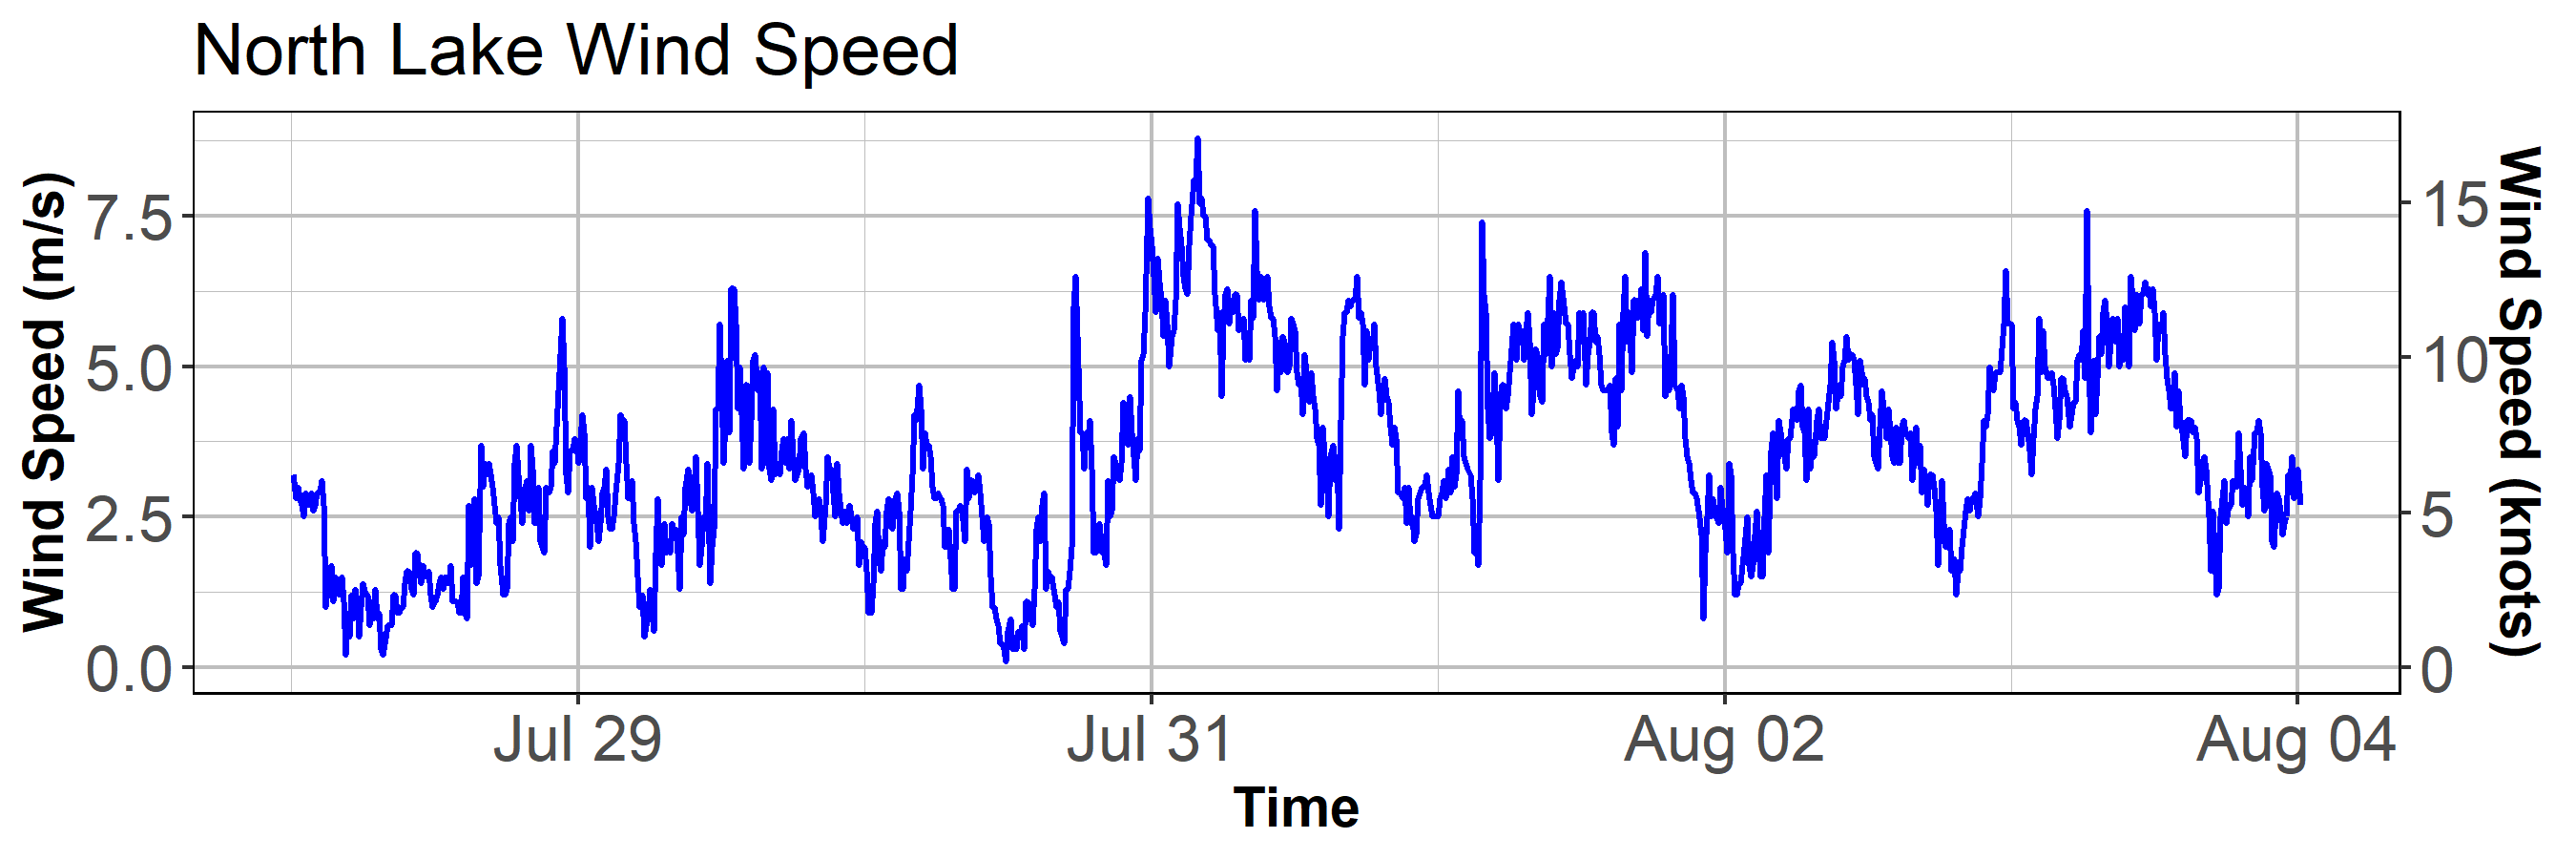 North Lake Wind Speed
Wind Speed (m/s)
7.5
5.0
2.5
0.0
15
10
5
0
Wind Speed (knots)
Jul 29
Jul 31
Aug 02
Aug 04
Time